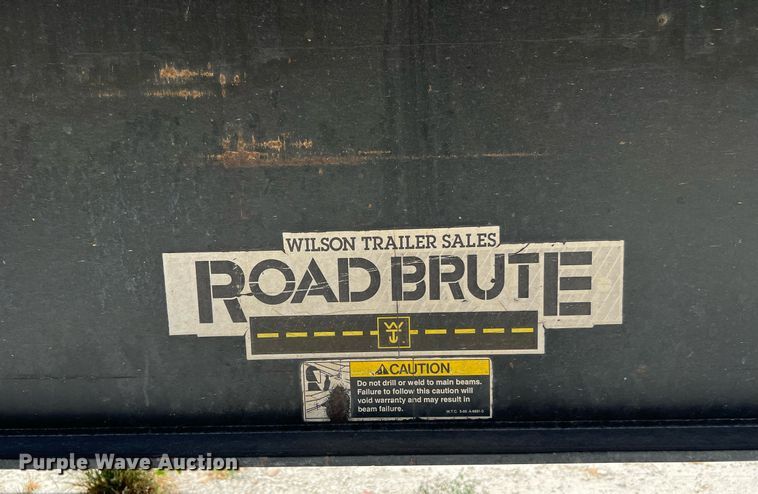 WILSON TRAILER SALES
ROAD BRUTE
WT
CAUTION
Do not drill or weld to main beams.
Failure to follow this caution will
void warranty and may result in
beam failure.
Purple Wave Auction